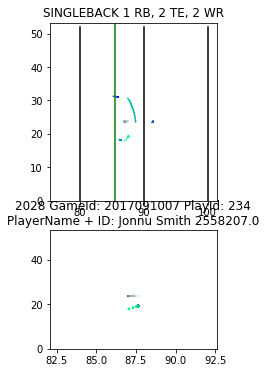 SINGLEBACK 1 RB, 2 TE, 2 WR
50
40
30
20
10
0
80 90 100
2028 GameId: 2017091007 PlayId: 234
PlayerName + ID: Jonnu Smith 2558207.0
40
20
0
82.5 85.0 87.5 90.0 92.5